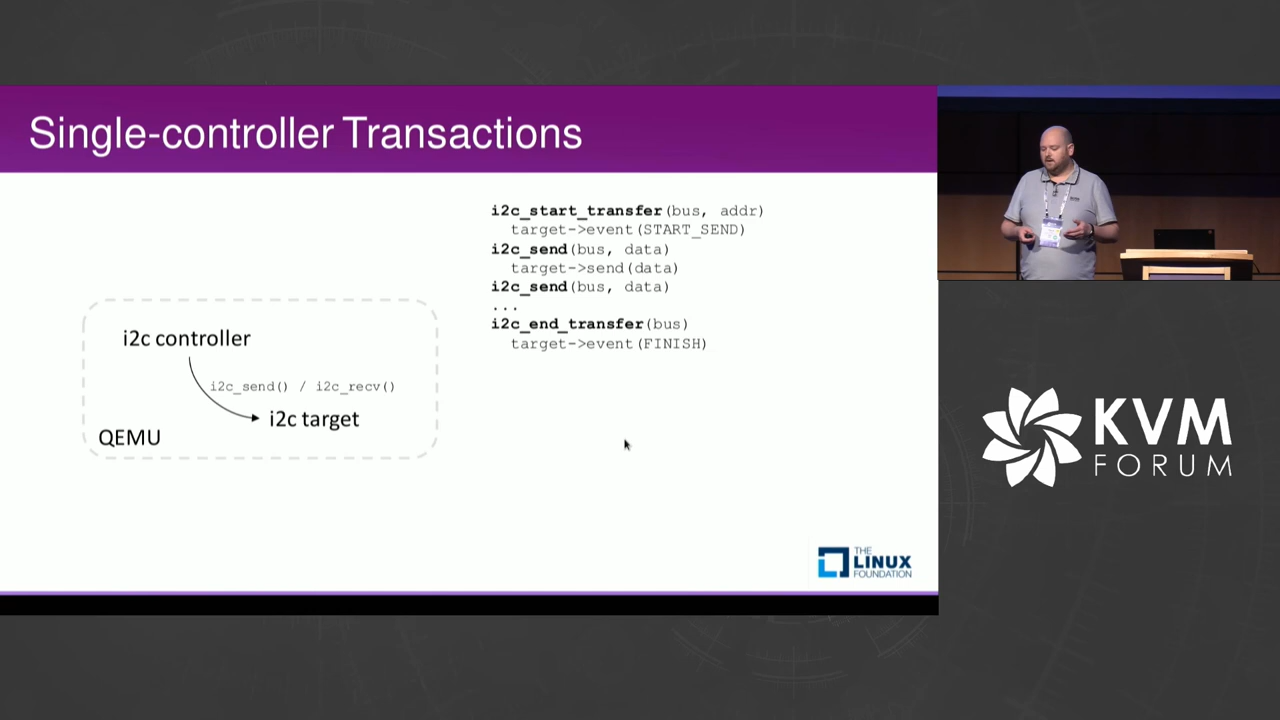 Single-controller Transactions
i2c_start_transfer(bus, addr)
target->event(START_SEND)
i2c_send(bus, data)
target->send(data)
i2c_send(bus, data)
...
i2c_end_transfer(bus)
target->event(FINISH)
i2c controller
i2c_send() / i2c_recv()
i2c target
QEMU
THE
LINUX
FOUNDATION
KVM
FORUM